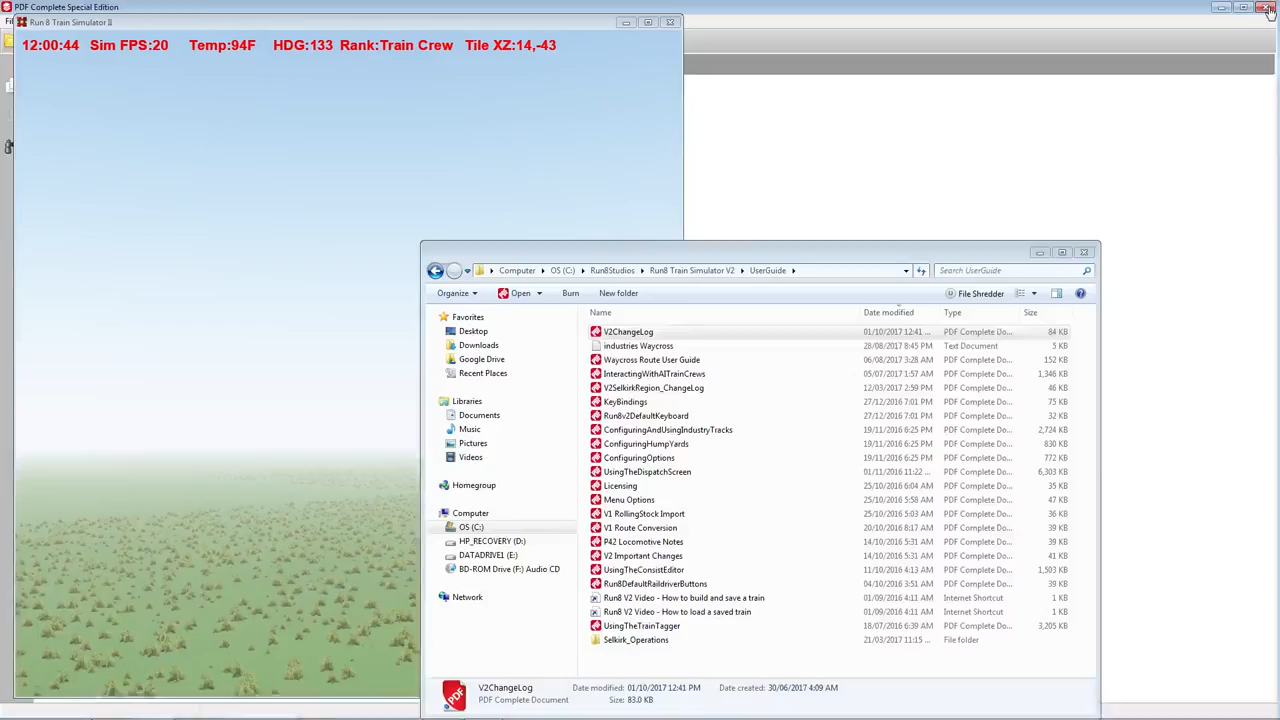 PDF Complete Special Edition
Fi
Run 8 Train Simulator II
12:00:44 Sim FPS:20 Temp:94F HDG:133 Rank:Train Crew Tile XZ:14,-43
Computer OS (C:) Run8Studios Run8 Train Simulator V2 UserGuide Search UserGuide
Organize Open Burn New folder File Shredder
Name Date modified Type Size
Favorites
Desktop
Downloads
Google Drive
Recent Places
Libraries
Documents
Music
Pictures
Videos
Homegroup
Computer
OS (C:)
HP_RECOVERY (D:)
DATADRIVE1 (E:)
BD-ROM Drive (F:) Audio CD
Network
V2ChangeLog 01/10/2017 12:41 ... PDF Complete Do... 84 KB
industries Waycross 28/08/2017 8:45 PM Text Document 5 KB
Waycross Route User Guide 06/08/2017 3:28 AM PDF Complete Do... 152 KB
InteractingWithAITrainCrews 05/07/2017 1:57 AM PDF Complete Do... 1,346 KB
V2SelkirkRegion_ChangeLog 12/03/2017 2:59 PM PDF Complete Do... 46 KB
KeyBindings 27/12/2016 7:01 PM PDF Complete Do... 75 KB
Run8v2DefaultKeyboard 27/12/2016 7:01 PM PDF Complete Do... 32 KB
ConfiguringAndUsingIndustryTracks 19/11/2016 6:25 PM PDF Complete Do... 2,724 KB
ConfiguringHumpYards 19/11/2016 6:25 PM PDF Complete Do... 830 KB
ConfiguringOptions 19/11/2016 6:25 PM PDF Complete Do... 772 KB
UsingTheDispatchScreen 01/11/2016 11:22 ... PDF Complete Do... 6,303 KB
Licensing 25/10/2016 6:04 AM PDF Complete Do... 35 KB
Menu Options 25/10/2016 5:58 AM PDF Complete Do... 47 KB
V1 RollingStock Import 25/10/2016 5:03 AM PDF Complete Do... 36 KB
V1 Route Conversion 20/10/2016 8:17 AM PDF Complete Do... 39 KB
P42 Locomotive Notes 14/10/2016 5:31 AM PDF Complete Do... 39 KB
V2 Important Changes 14/10/2016 5:31 AM PDF Complete Do... 41 KB
UsingTheConsistEditor 11/10/2016 4:13 AM PDF Complete Do... 1,503 KB
Run8DefaultRaildriverButtons 04/10/2016 3:51 AM PDF Complete Do... 39 KB
Run8 V2 Video - How to build and save a train 01/09/2016 4:11 AM Internet Shortcut 1 KB
Run8 V2 Video - How to load a saved train 01/09/2016 4:11 AM Internet Shortcut 1 KB
UsingTheTrainTagger 18/07/2016 6:39 AM PDF Complete Do... 3,205 KB
Selkirk_Operations 21/03/2017 11:15 ... File folder
V2ChangeLog Date modified: 01/10/2017 12:41 PM Date created: 30/06/2017 4:09 AM
PDF Complete Document Size: 83.0 KB
PDF